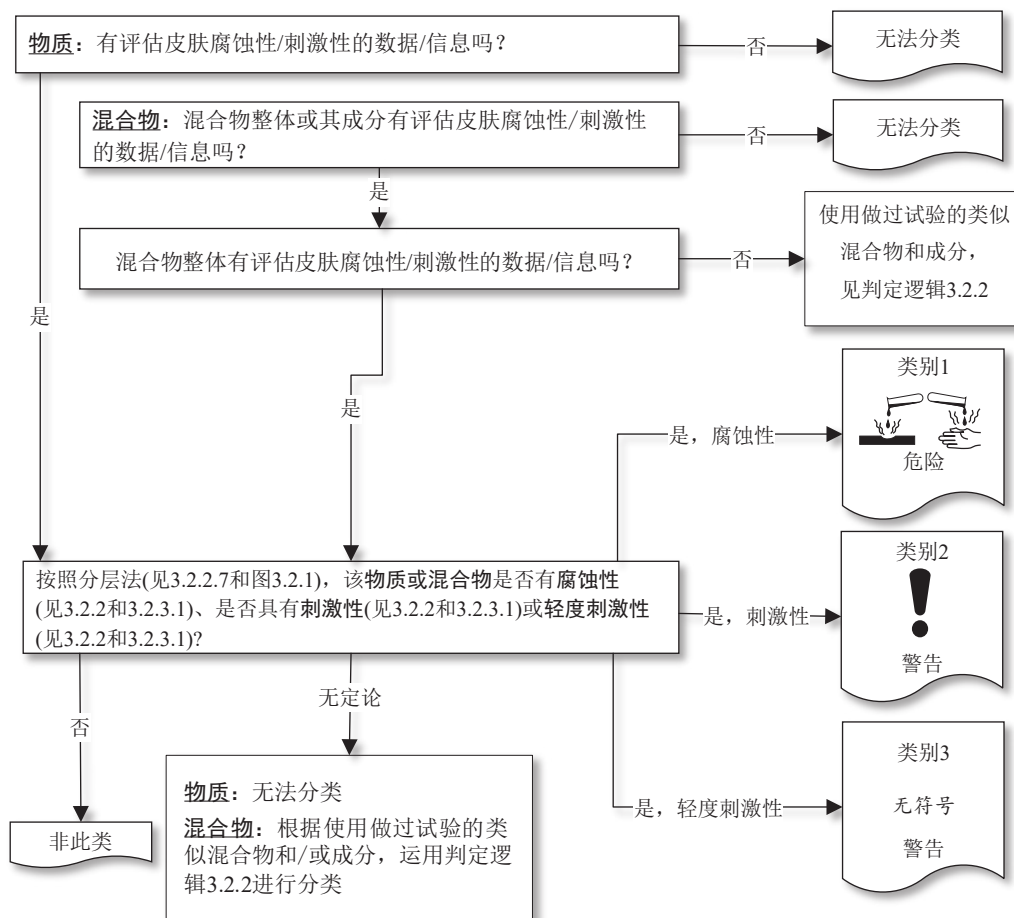 物质：有评估皮肤腐蚀性/刺激性的数据/信息吗？
否
无法分类
混合物：混合物整体或其成分有评估皮肤腐蚀性/刺激性
的数据/信息吗？
否
无法分类
是
混合物整体有评估皮肤腐蚀性/刺激性的数据/信息吗？
否
使用做过试验的类似
混合物和成分，
见判定逻辑3.2.2
是
是
类别1
危险
是，腐蚀性
按照分层法(见3.2.2.7和图3.2.1)，该物质或混合物是否有腐蚀性
(见3.2.2和3.2.3.1)、是否具有刺激性(见3.2.2和3.2.3.1)或轻度刺激性
(见3.2.2和3.2.3.1)?
是，刺激性
类别2
警告
否
非此类
无定论
物质：无法分类
混合物：根据使用做过试验的类
似混合物和/或成分，运用判定逻
辑3.2.2进行分类
是，轻度刺激性
类别3
无符号
警告